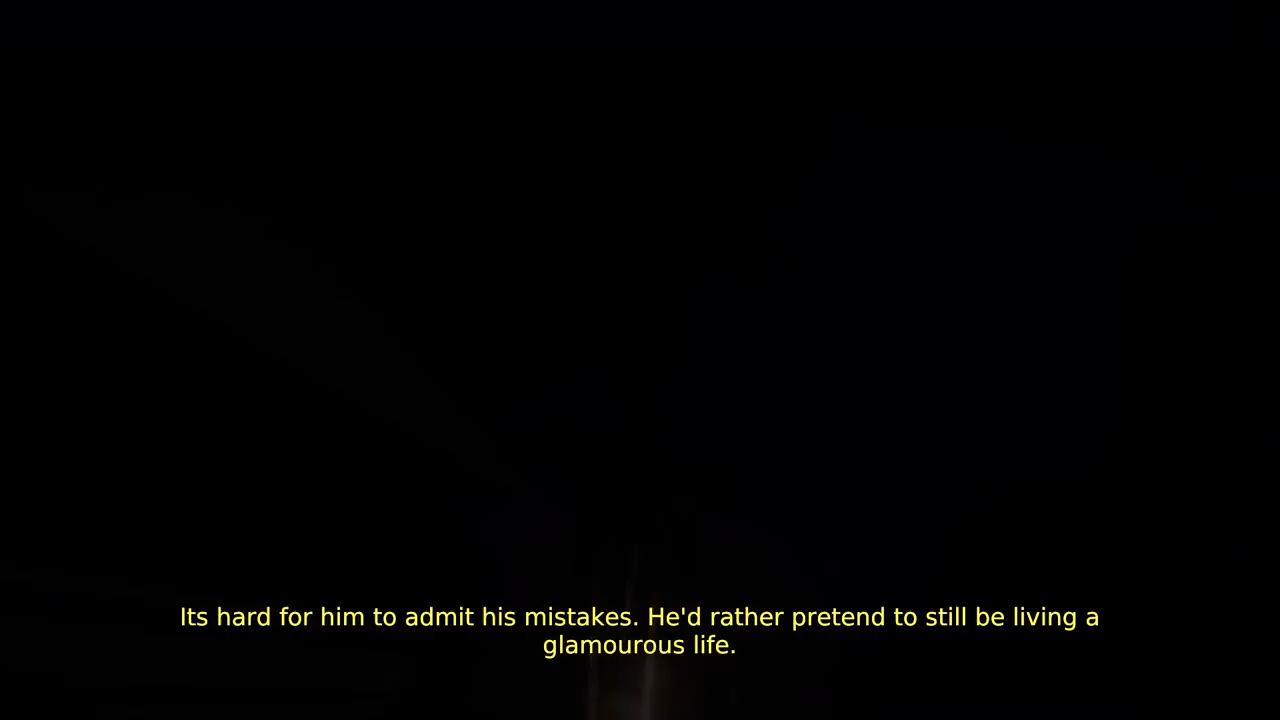 Its hard for him to admit his mistakes. He'd rather pretend to still be living a
glamourous life.